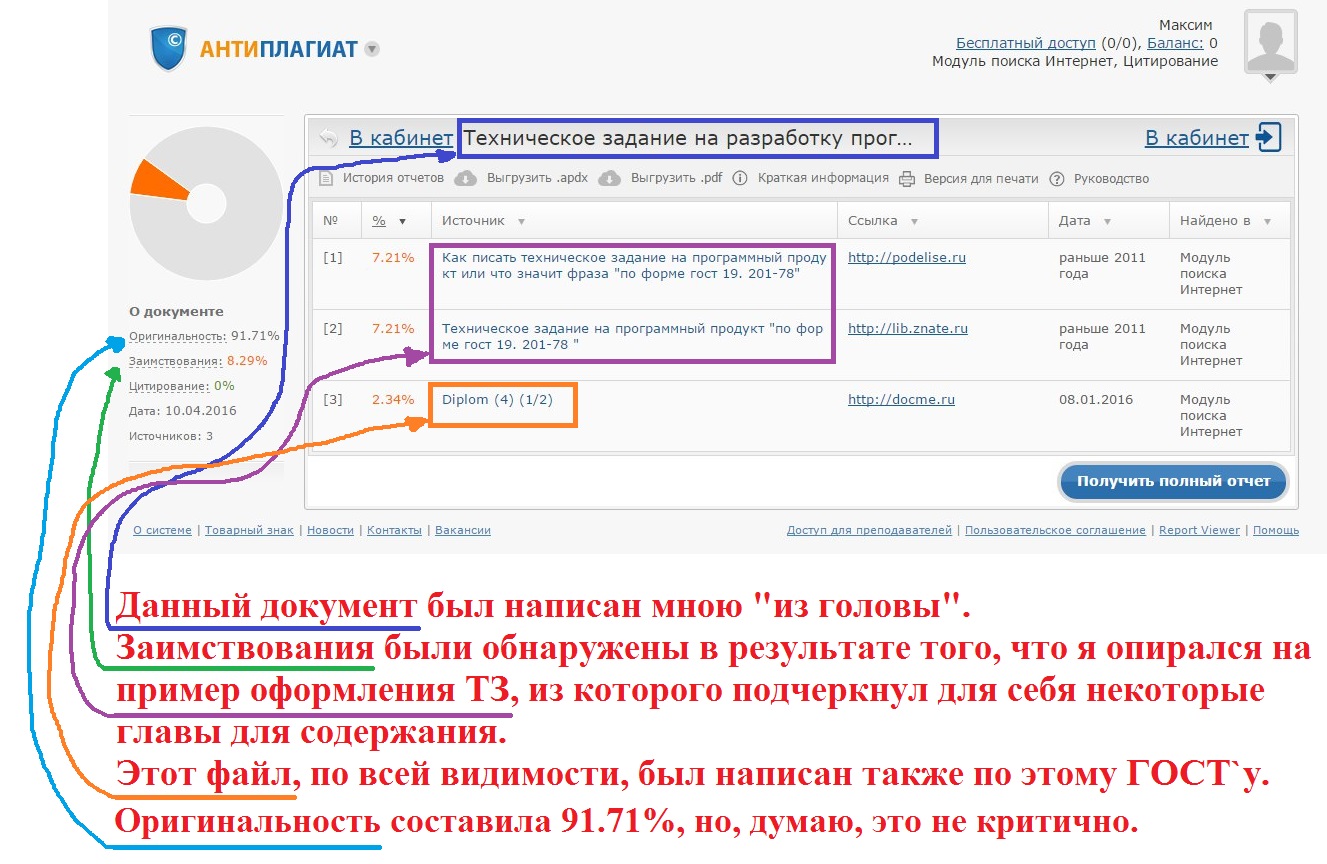 АНТИПЛАГИАТ
Максим
Бесплатный доступ (0/0), Баланс: 0
Модуль поиска Интернет, Цитирование
В кабинет Техническое задание на разработку прог... В кабинет
История отчетов Выгрузить .apdx Выгрузить .pdf Краткая информация Версия для печати Руководство
№ % Источник Ссылка Дата Найдено в
[1] 7.21% Как писать техническое задание на программный проду http://podelise.ru раньше 2011 Модуль
кт или что значит фраза "по форме гост 19. 201-78" года поиска
Интернет
[2] 7.21% Техническое задание на программный продукт "по фор http://lib.znate.ru раньше 2011 Модуль
ме гост 19. 201-78 " года поиска
Интернет
[3] 2.34% Diplom (4) (1/2) http://docme.ru 08.01.2016 Модуль
поиска
Интернет
О документе
Оригинальность: 91.71%
Заимствования: 8.29%
Цитирование: 0%
Дата: 10.04.2016
Источников: 3
Получить полный отчет
О системе | Товарный знак | Новости | Контакты | Вакансии
Доступ для преподавателей | Пользовательское соглашение | Report Viewer | Помощь
Данный документ был написан мною "из головы".
Заимствования были обнаружены в результате того, что я опирался на
пример оформления ТЗ, из которого подчеркнул для себя некоторые
главы для содержания.
Этот файл, по всей видимости, был написан также по этому ГОСТ`у.
Оригинальность составила 91.71%, но, думаю, это не критично.